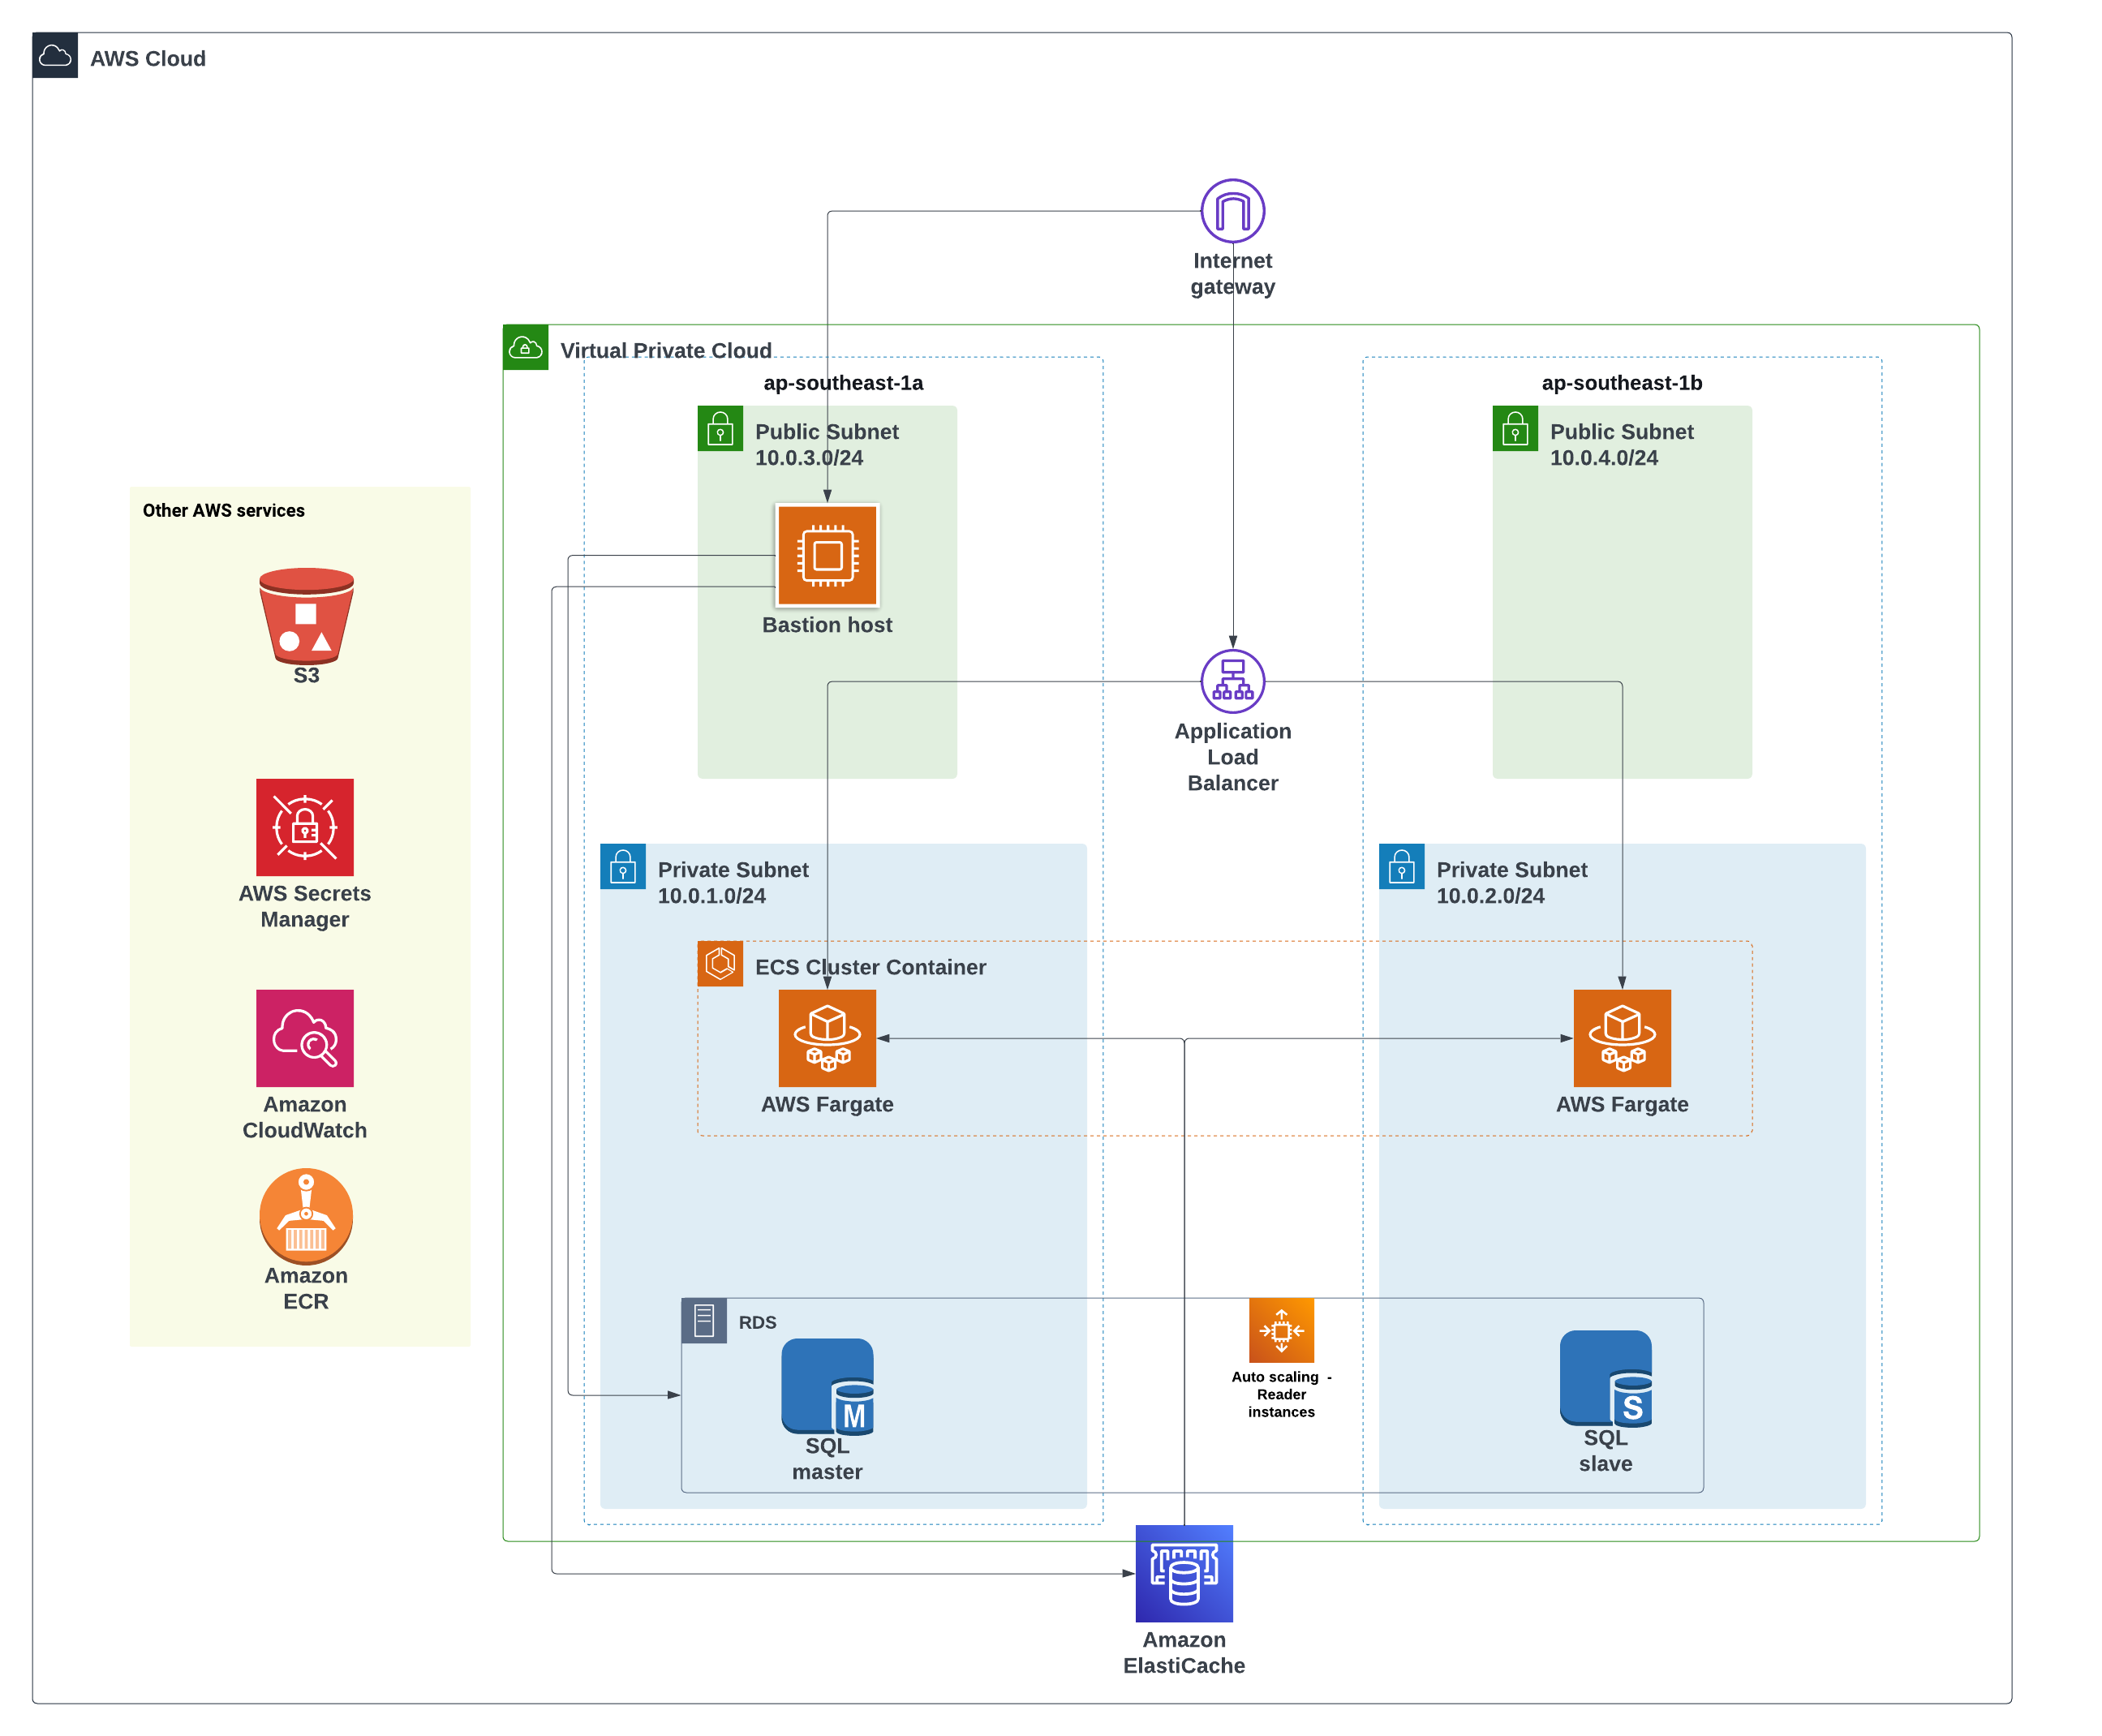 AWS Cloud
Internet
gateway
Virtual Private Cloud
ap-southeast-1a
ap-southeast-1b
Public Subnet
10.0.3.0/24
Public Subnet
10.0.4.0/24
Other AWS services
Bastion host
S3
Application
Load
Balancer
Private Subnet
10.0.1.0/24
Private Subnet
10.0.2.0/24
AWS Secrets
Manager
ECS Cluster Container
AWS Fargate
AWS Fargate
Amazon
CloudWatch
Amazon
ECR
RDS
Auto scaling -
Reader
instances
M
SQL
master
S
SQL
slave
Amazon
ElastiCache